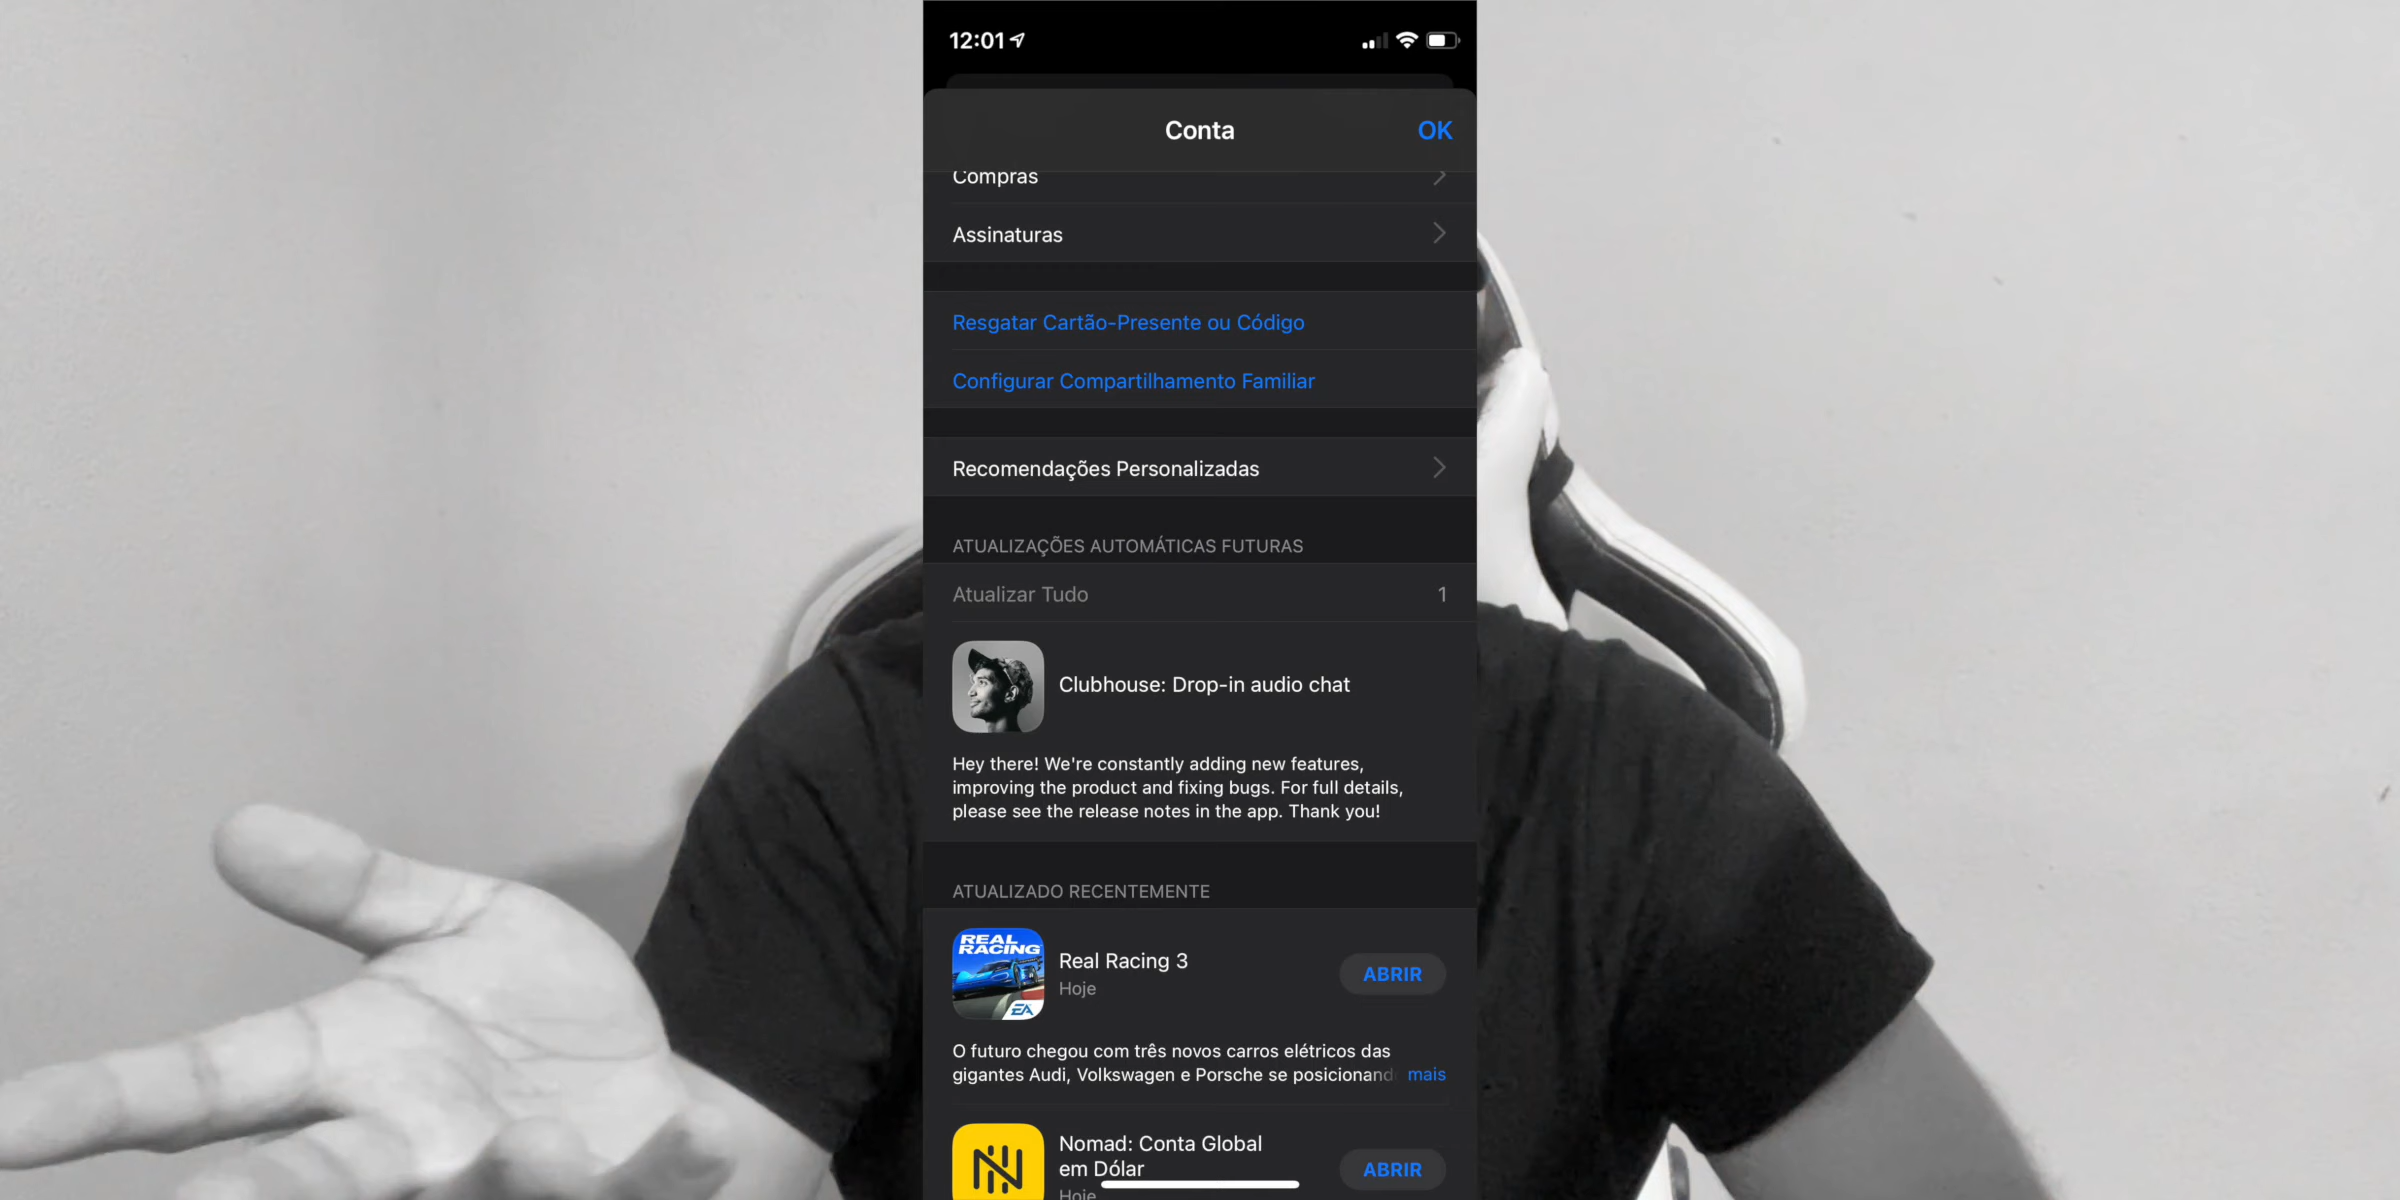 12:01
Conta
OK
Compras
Assinaturas
Resgatar Cartão-Presente ou Código
Configurar Compartilhamento Familiar
Recomendações Personalizadas
ATUALIZAÇÕES AUTOMÁTICAS FUTURAS
Atualizar Tudo 1
Clubhouse: Drop-in audio chat
Hey there! We're constantly adding new features,
improving the product and fixing bugs. For full details,
please see the release notes in the app. Thank you!
ATUALIZADO RECENTEMENTE
REAL
RACING
EA
Real Racing 3
Hoje
ABRIR
O futuro chegou com três novos carros elétricos das
gigantes Audi, Volkswagen e Porsche se posicionand mais
Nomad: Conta Global
em Dólar
Hoje
ABRIR